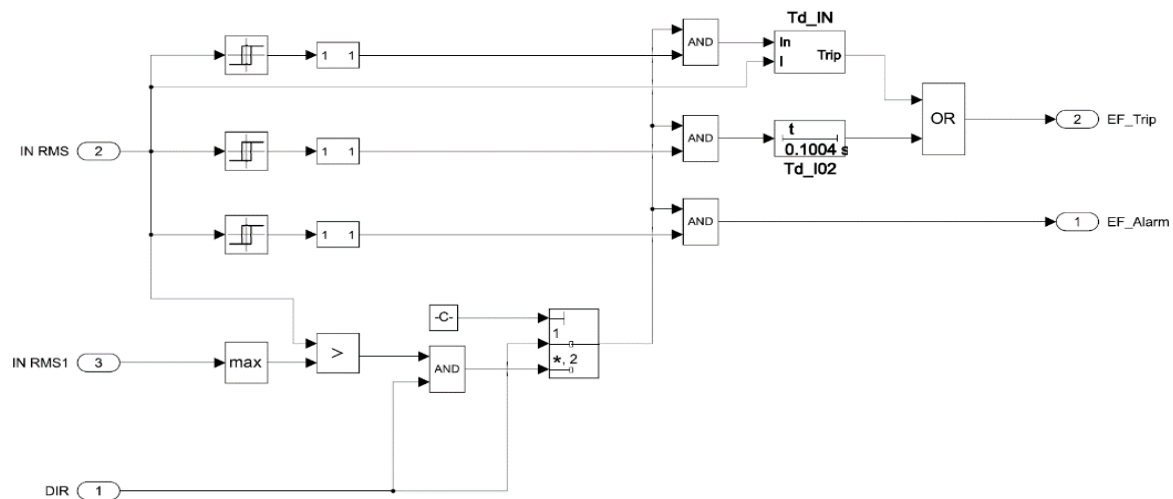 Td_IN
AND
In
Trip
I
1 1
OR
2 EF_Trip
t
AND
IN RMS 2
1 1
0.1004 s
Td_I02
AND
1 EF_Alarm
1 1
-C-
1
>
*, 2
IN RMS1 3
max
AND
DIR 1